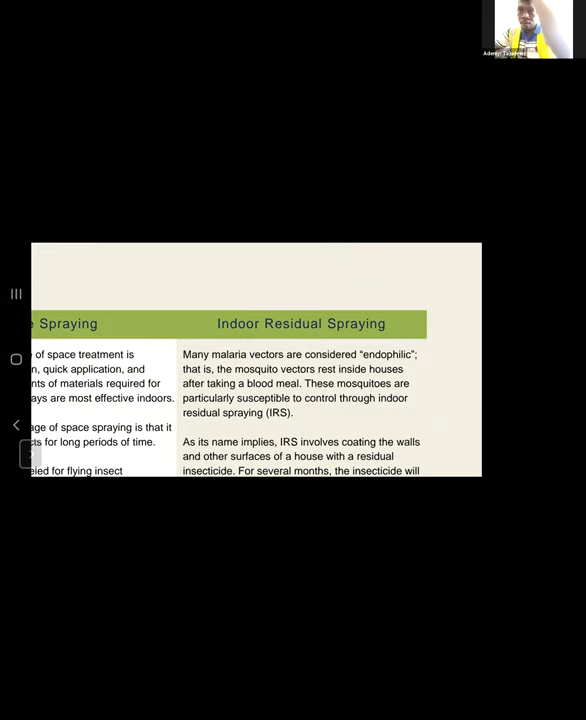 Adeniyi
e Spraying
Indoor Residual Spraying
of space treatment is
n, quick application, and
nts of materials required for
ays are most effective indoors.
age of space spraying is that it
cts for long periods of time.
eled for flying insect
Many malaria vectors are considered “endophilic”;
that is, the mosquito vectors rest inside houses
after taking a blood meal. These mosquitoes are
particularly susceptible to control through indoor
residual spraying (IRS).
As its name implies, IRS involves coating the walls
and other surfaces of a house with a residual
insecticide. For several months, the insecticide will